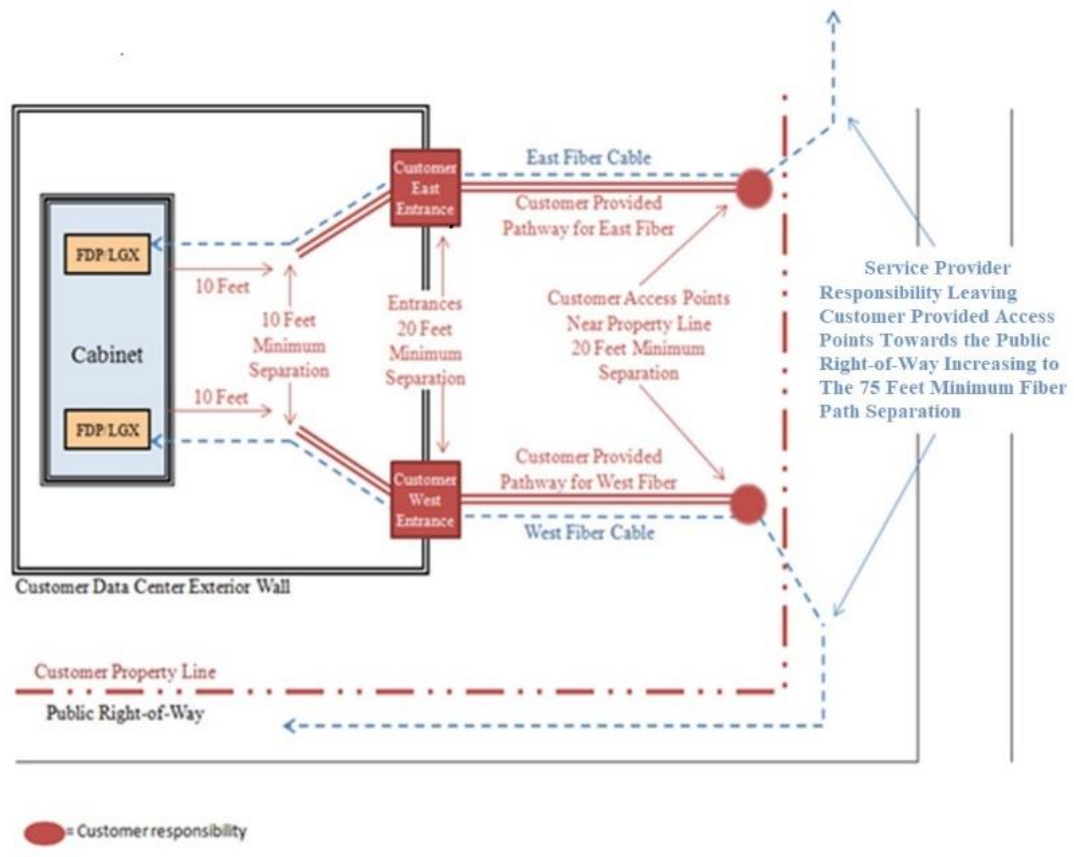 Customer
East
Entrance
East Fiber Cable
Customer Provided
Pathway for East Fiber
FDP/LGX
10 Feet
10 Feet
Minimum
Separation
Entrances
20 Feet
Minimum
Separation
Customer Access Points
Near Property Line
20 Feet Minimum
Separation
Service Provider
Responsibility Leaving
Customer Provided Access
Points Towards the Public
Right-of-Way Increasing to
The 75 Feet Minimum Fiber
Path Separation
Cabinet
10 Feet
FDP/LGX
Customer
West
Entrance
Customer Provided
Pathway for West Fiber
West Fiber Cable
Customer Data Center Exterior Wall
Customer Property Line
Public Right-of-Way
= Customer responsibility